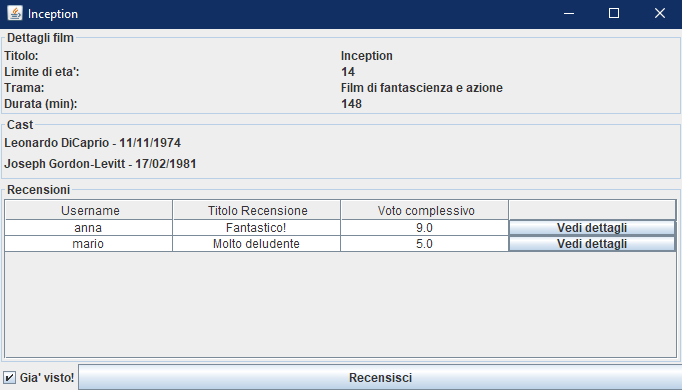 Inception
Dettagli film
Titolo: Inception
Limite di eta': 14
Trama: Film di fantascienza e azione
Durata (min): 148
Cast
Leonardo DiCaprio - 11/11/1974
Joseph Gordon-Levitt - 17/02/1981
Recensioni
Username Titolo Recensione Voto complessivo
anna Fantastico! 9.0 Vedi dettagli
mario Molto deludente 5.0 Vedi dettagli
Gia' visto! Recensisci